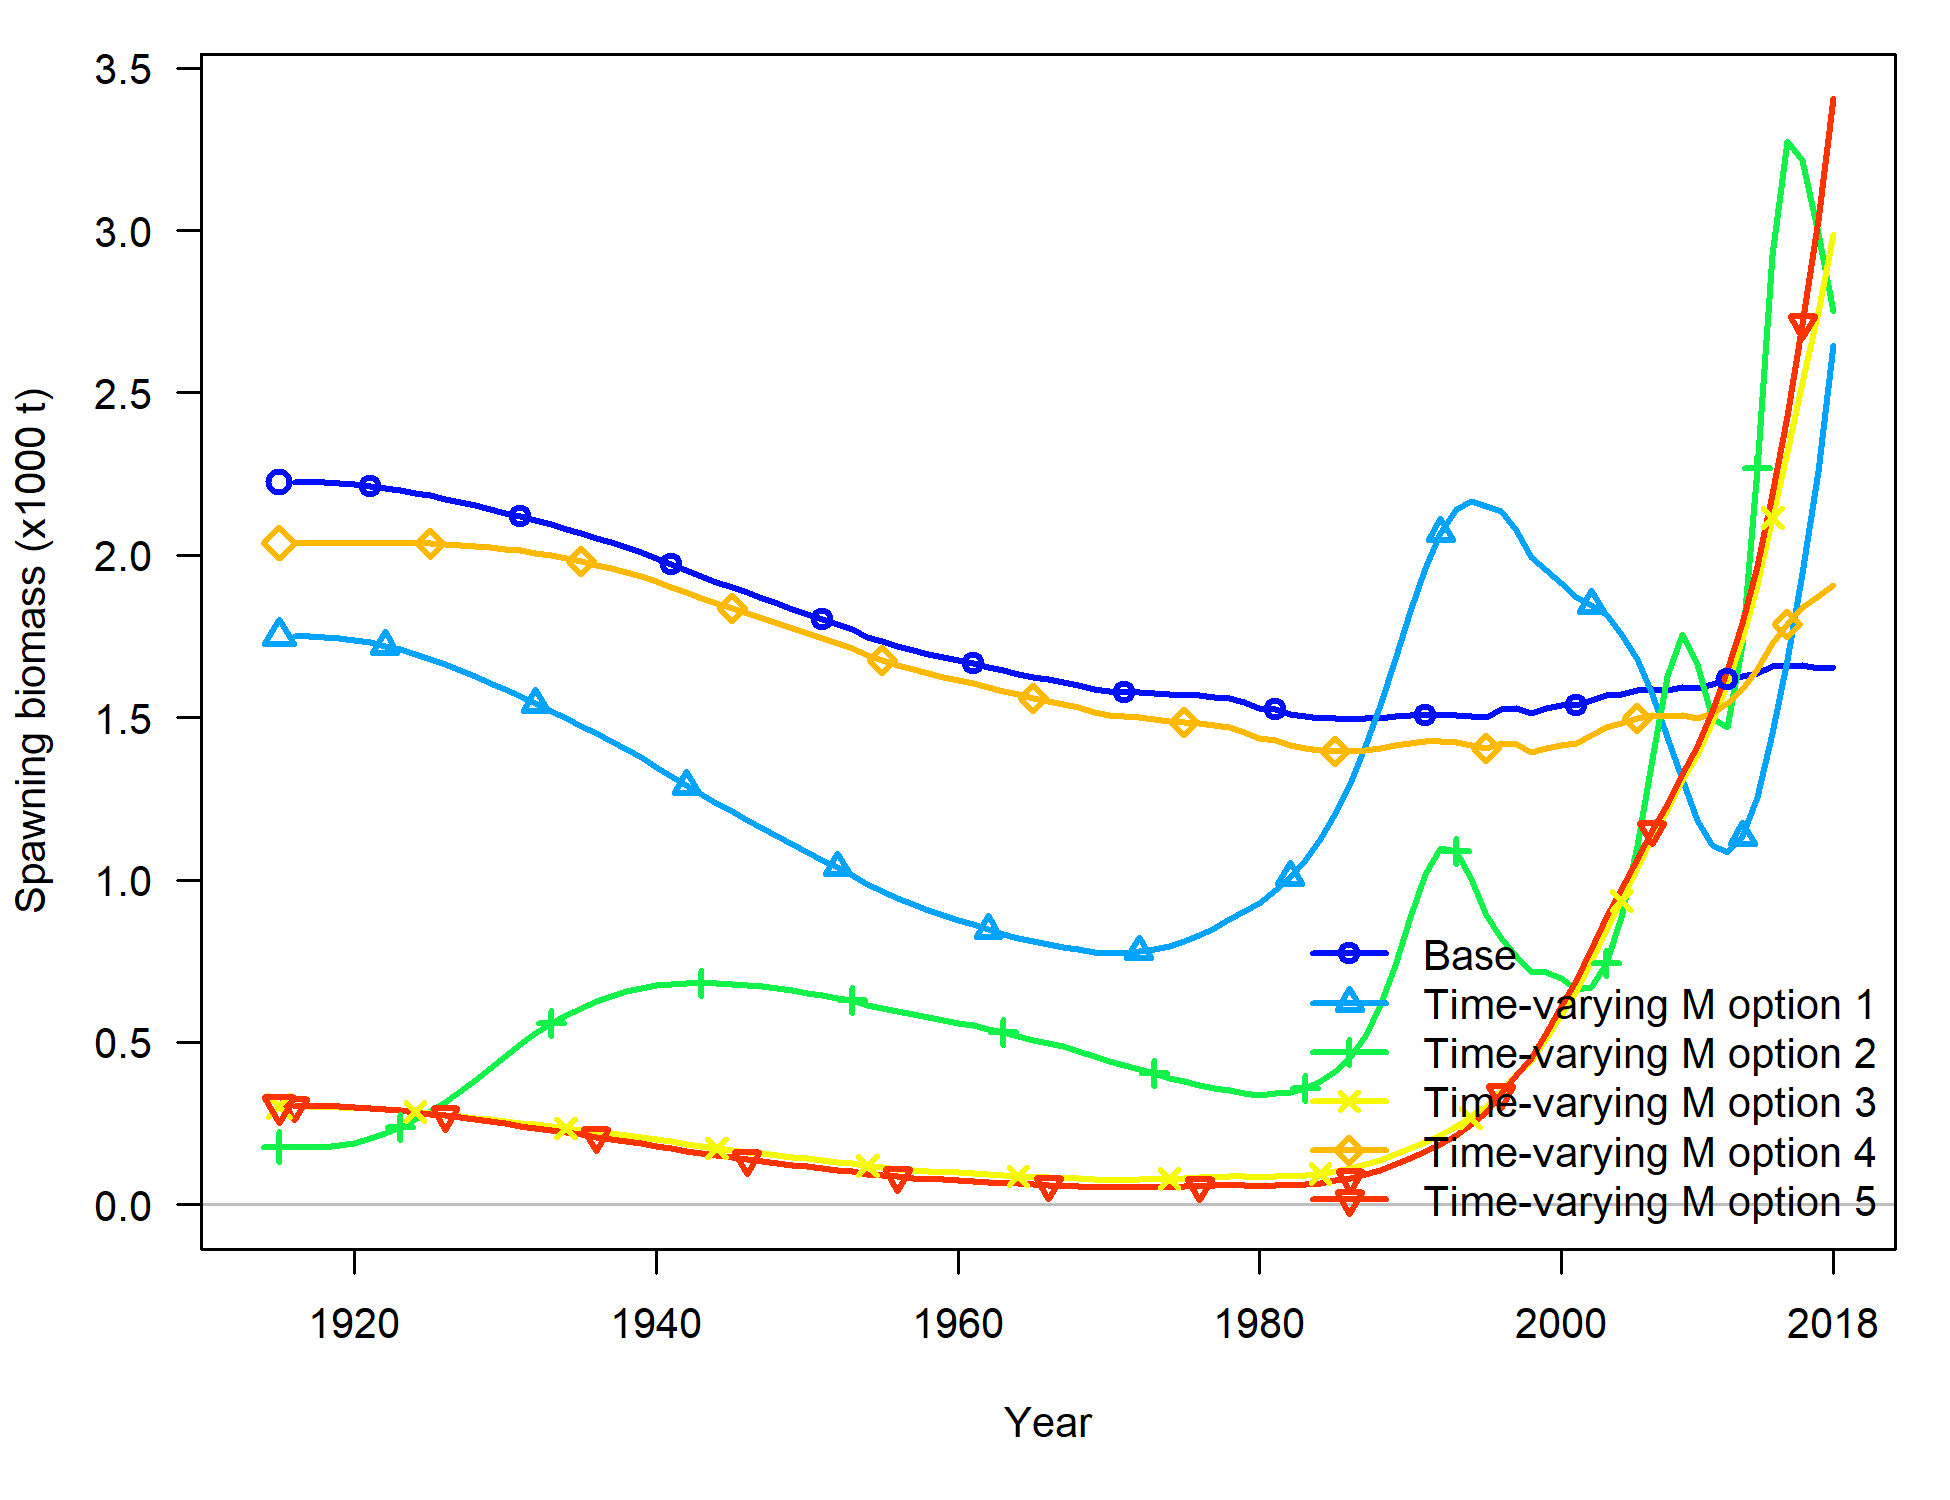 3.5
3.0
2.5
2.0
1.5
1.0
0.5
0.0
Spawning biomass (x1000 t)
Base
Time-varying M option 1
Time-varying M option 2
Time-varying M option 3
Time-varying M option 4
Time-varying M option 5
1920 1940 1960 1980 2000 2018
Year